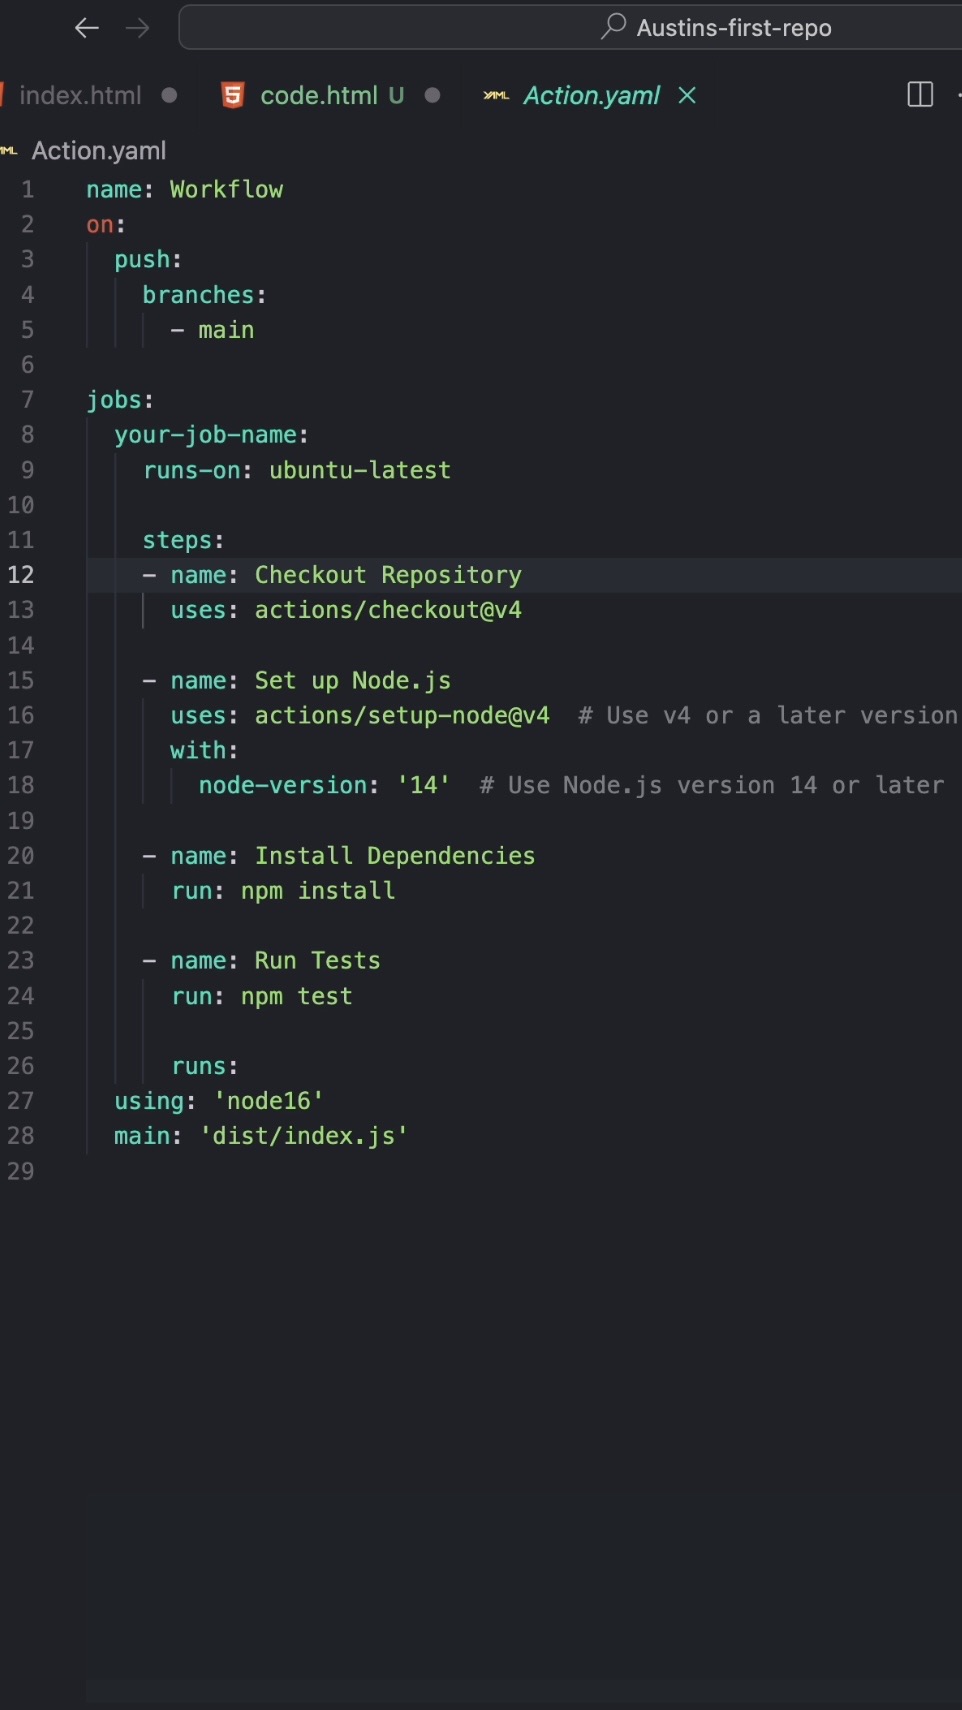 Austins-first-repo
index.html
code.html U
Action.yaml
Action.yaml
1 name: Workflow
2 on:
3 push:
4 branches:
5 - main
6
7 jobs:
8 your-job-name:
9 runs-on: ubuntu-latest
10
11 steps:
12 - name: Checkout Repository
13 uses: actions/checkout@v4
14
15 - name: Set up Node.js
16 uses: actions/setup-node@v4 # Use v4 or a later version
17 with:
18 node-version: '14' # Use Node.js version 14 or later
19
20 - name: Install Dependencies
21 run: npm install
22
23 - name: Run Tests
24 run: npm test
25
26 runs:
27 using: 'node16'
28 main: 'dist/index.js'
29